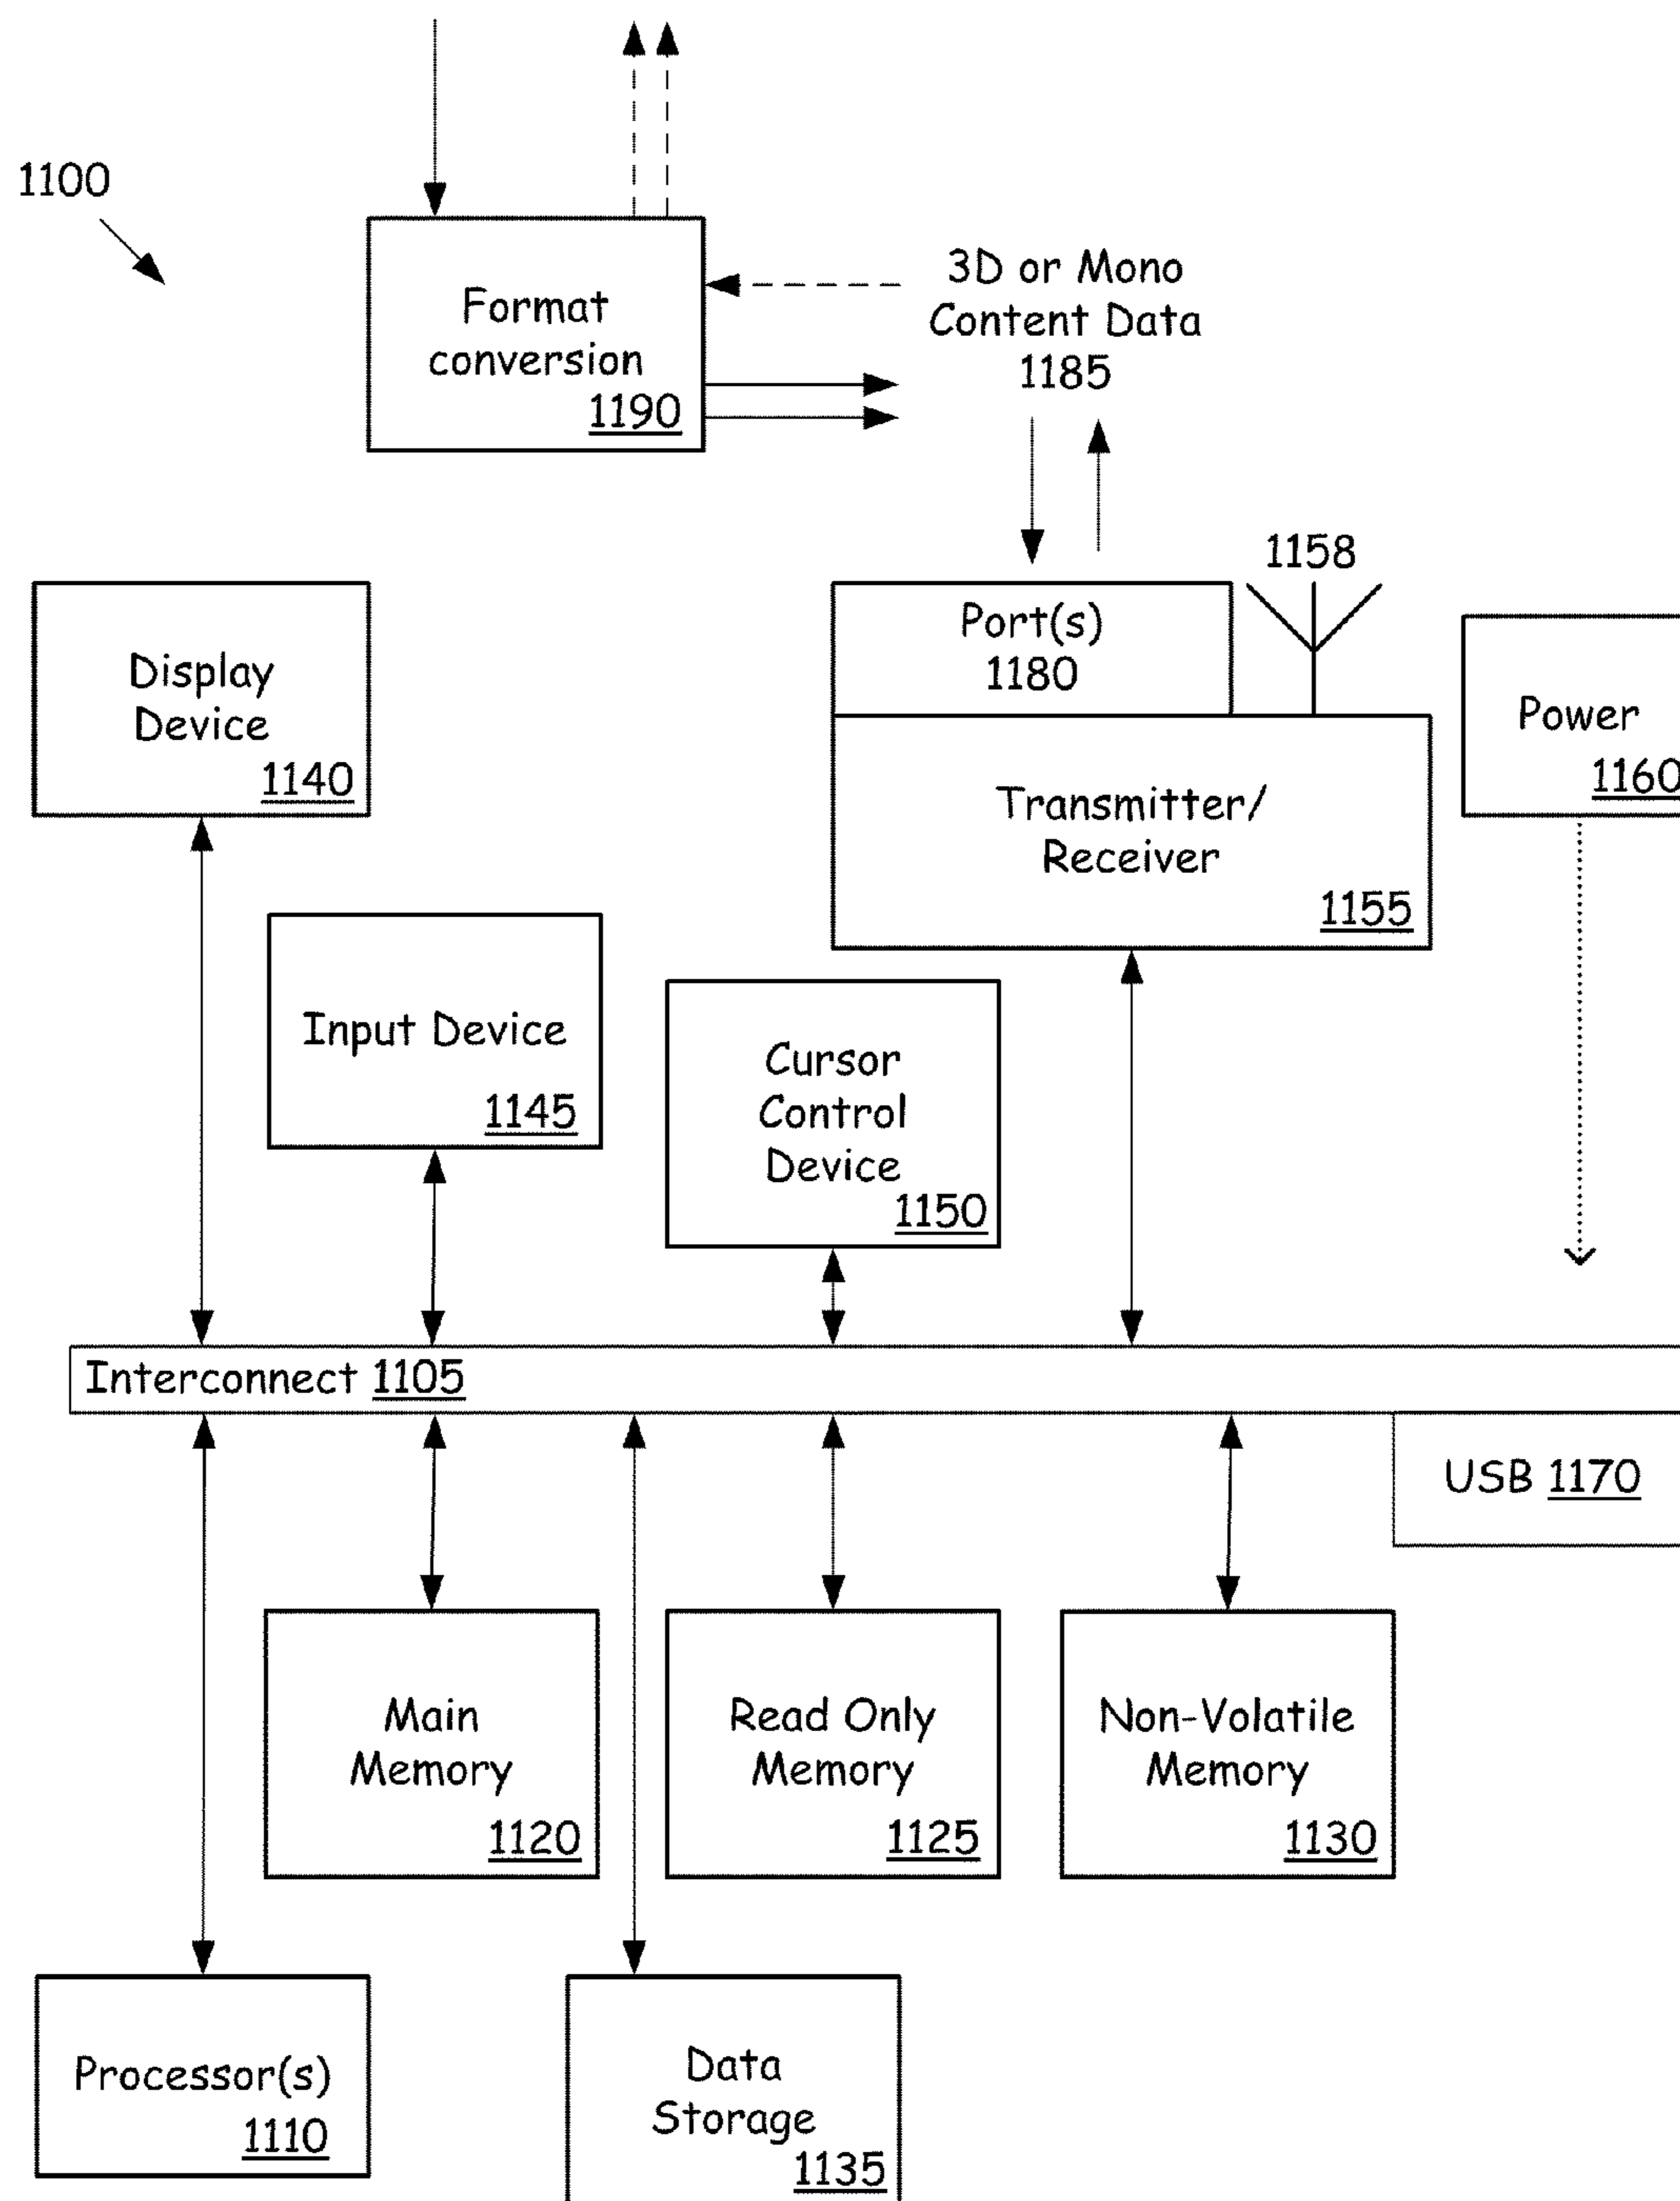 1100
Format
conversion
1190
3D or Mono
Content Data
1185
1158
Display
Device
1140
Port(s)
1180
Power
1160
Transmitter/
Receiver
1155
Input Device
1145
Cursor
Control
Device
1150
Interconnect 1105
USB 1170
Main
Memory
1120
Read Only
Memory
1125
Non-Volatile
Memory
1130
Processor(s)
1110
Data
Storage
1135